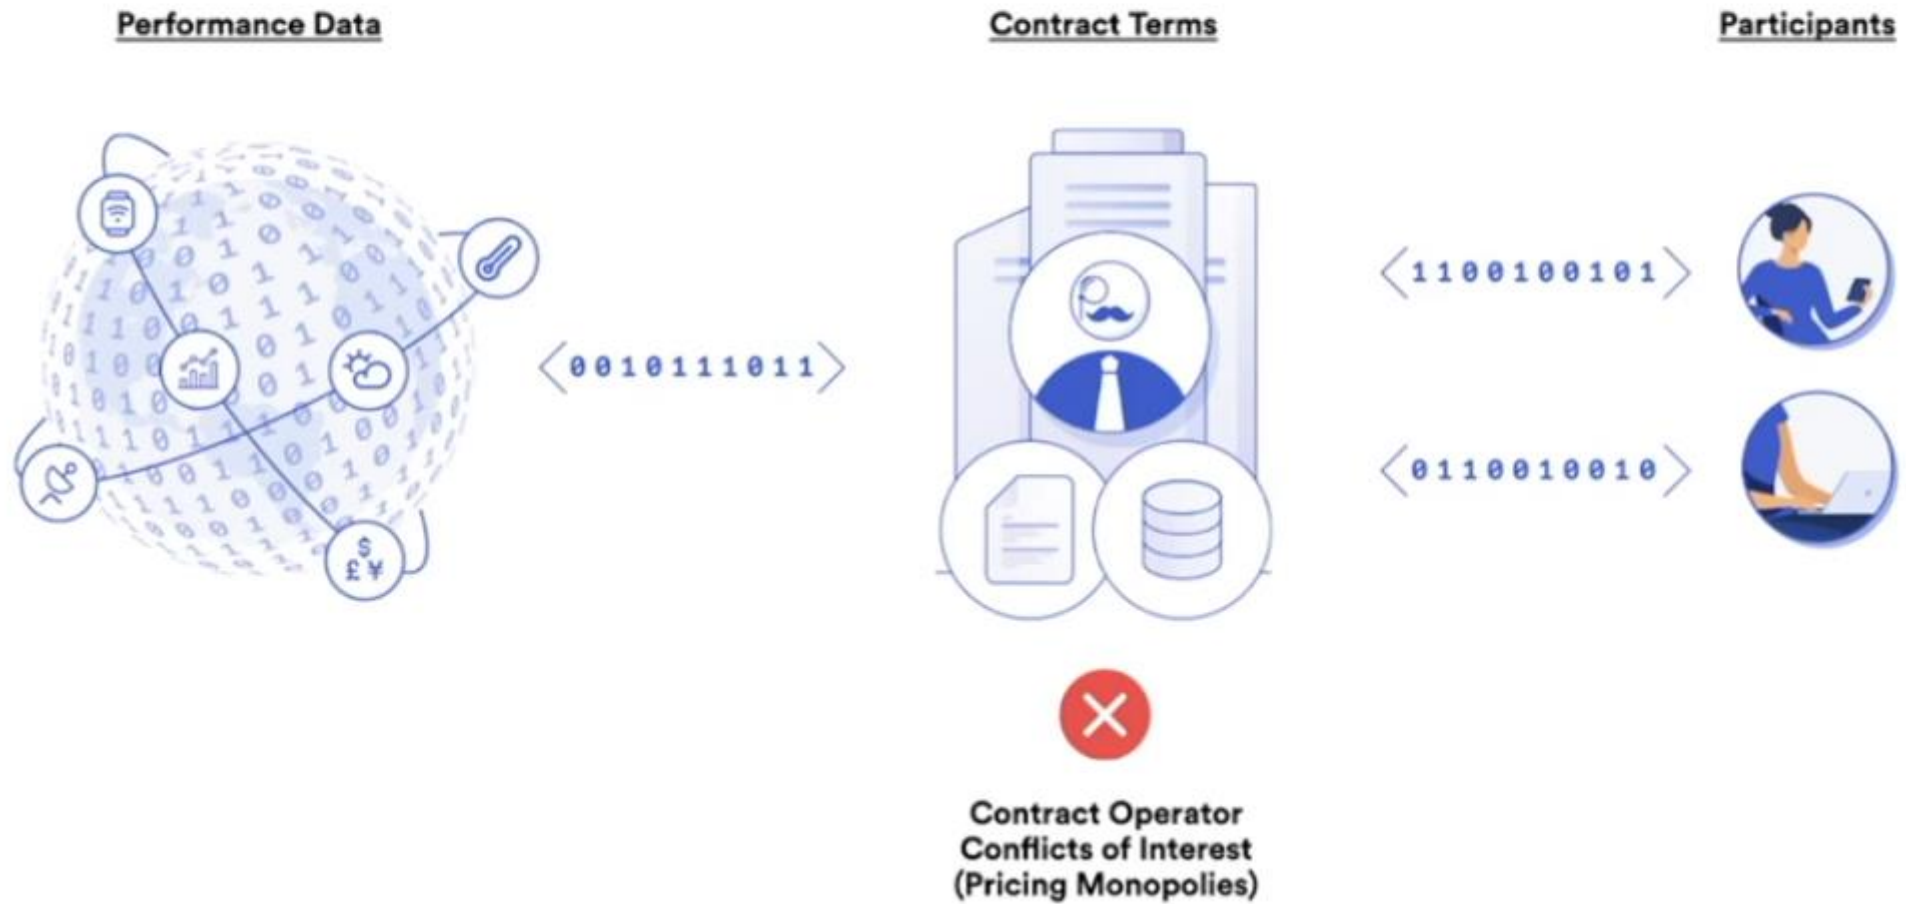 Performance Data
Contract Terms
Participants
0010111011
1100100101
0110010010
$
£ ¥
Contract Operator
Conflicts of Interest
(Pricing Monopolies)